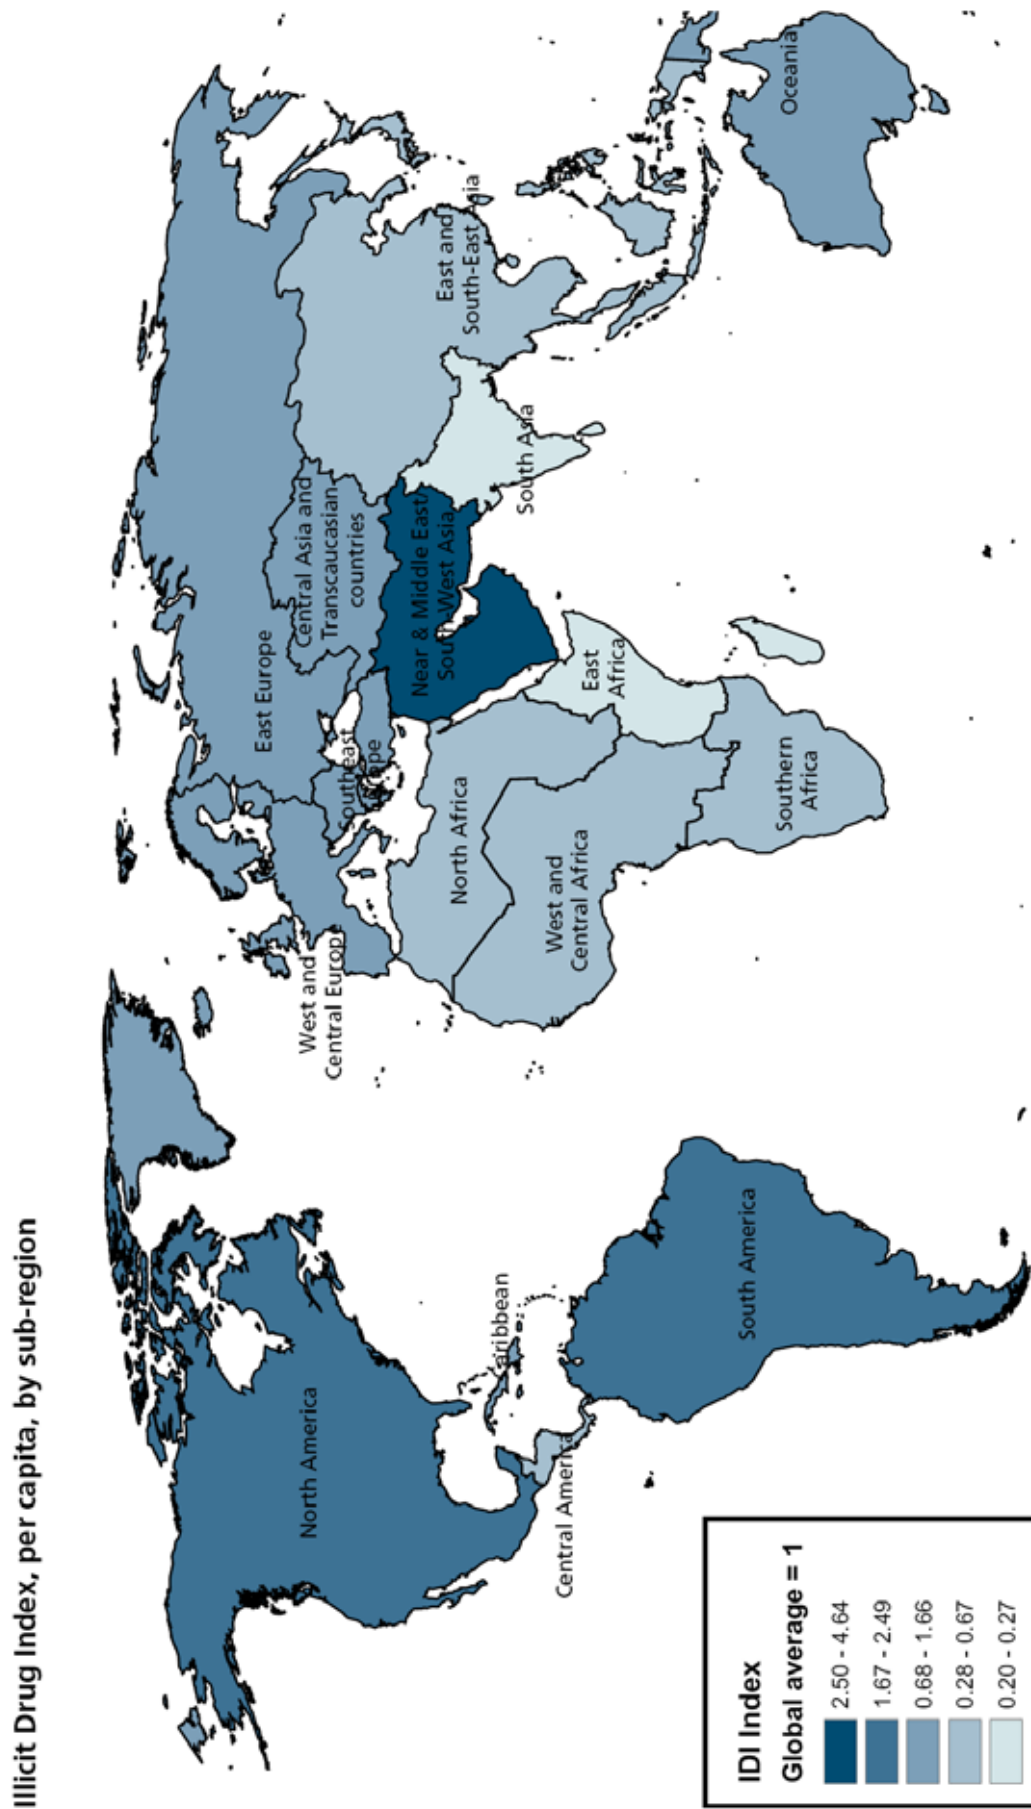 Illicit Drug Index, per capita, by sub-region
North America
Central America
aribbean
South America
West and
Central Europe
East Europe
Southeast
Europe
Central Asia and
Transcaucasian
countries
Near & Middle East/
South-West Asia
South Asia
East and
South-East Asia
Oceania
North Africa
West and
Central Africa
East
Africa
Southern
Africa
IDI Index
Global average = 1
2.50 - 4.64
1.67 - 2.49
0.68 - 1.66
0.28 - 0.67
0.20 - 0.27